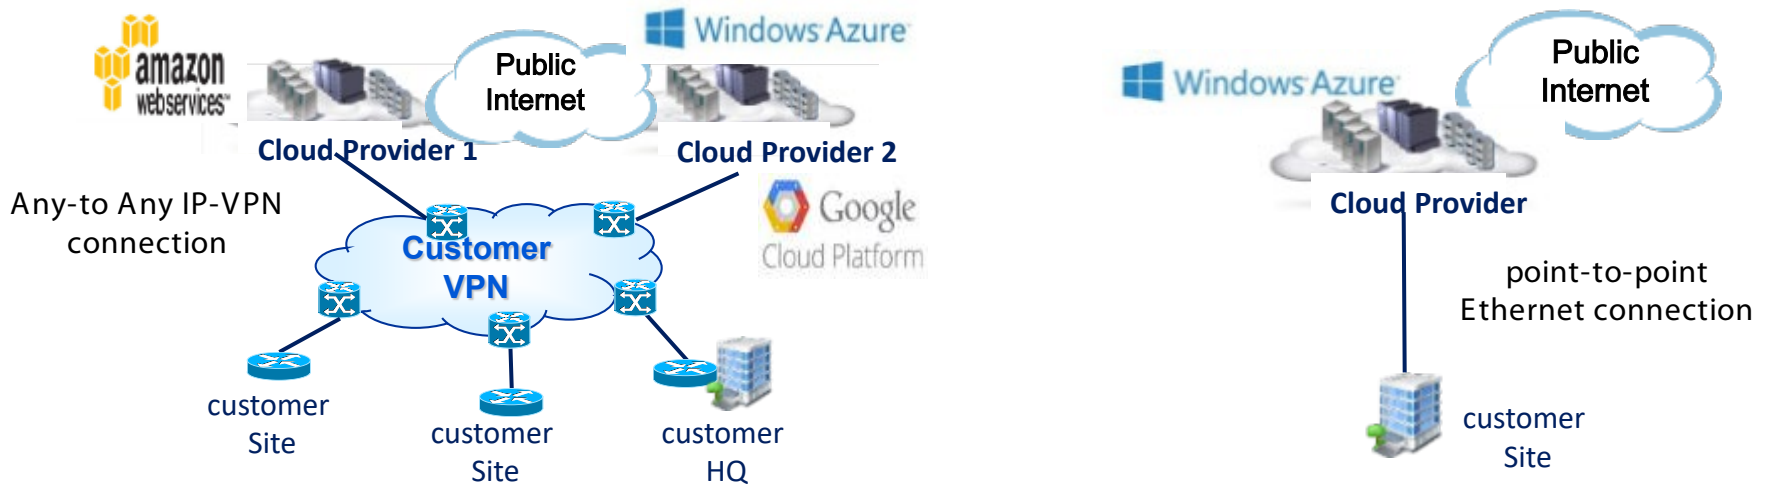 amazon
webservices™
Public
Internet
Windows Azure
Cloud Provider 1
Cloud Provider 2
Any-to Any IP-VPN
connection
Google
Cloud Platform
Customer
VPN
customer
Site
customer
Site
customer
HQ
Windows Azure
Public
Internet
Cloud Provider
point-to-point
Ethernet connection
customer
Site